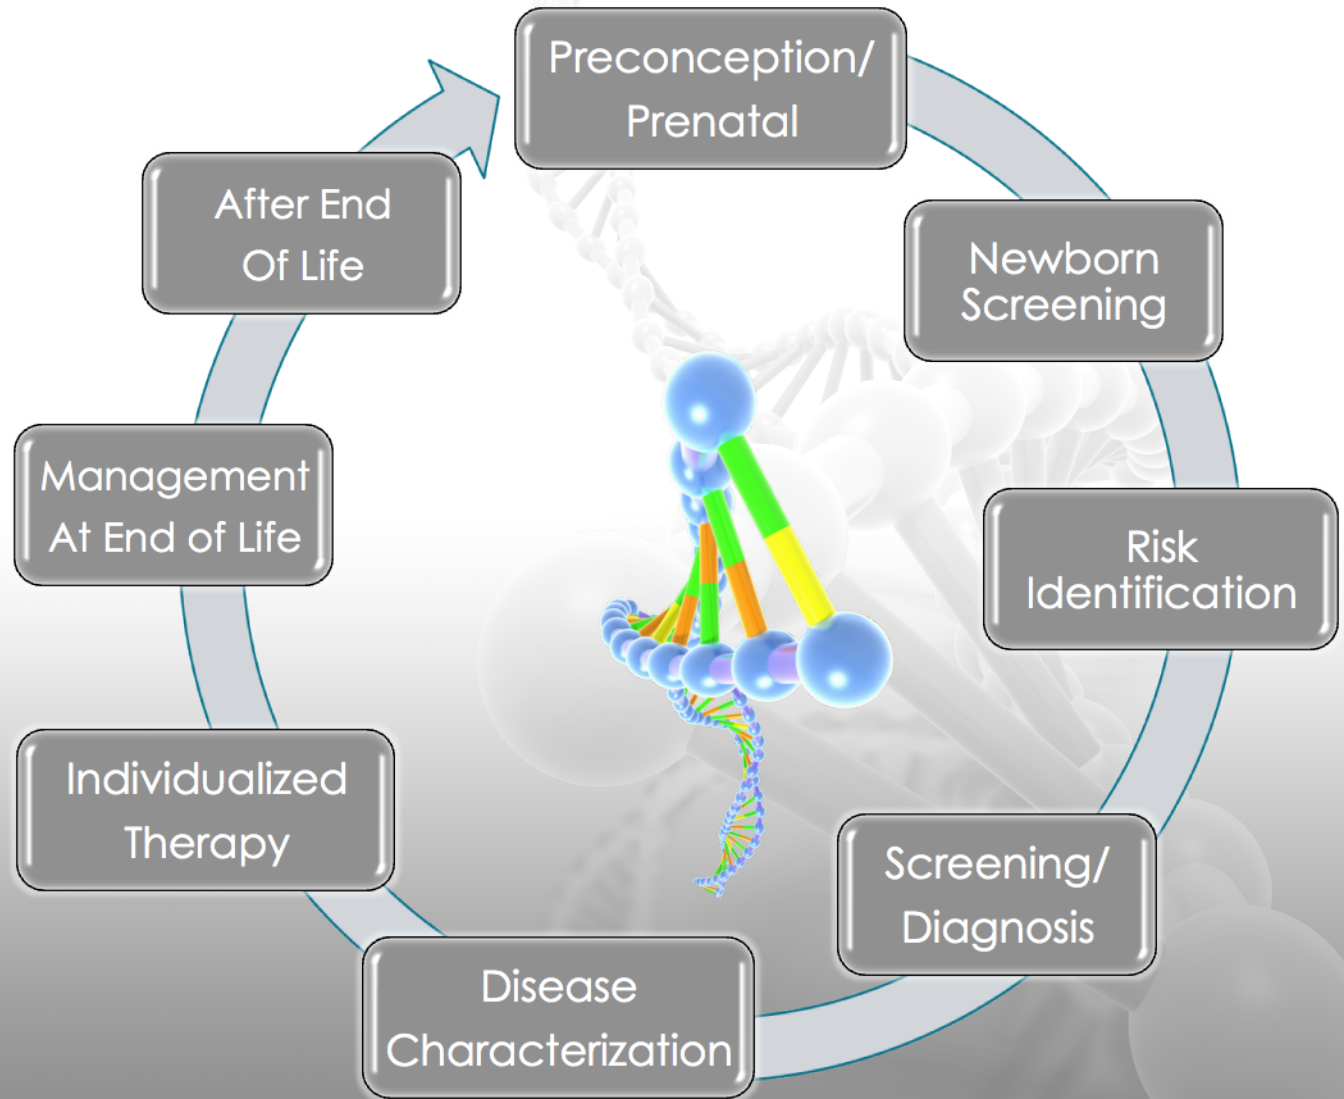 Preconception/
Prenatal
Newborn
Screening
Risk
Identification
Screening/
Diagnosis
Disease
Characterization
Individualized
Therapy
Management
At End of Life
After End
Of Life